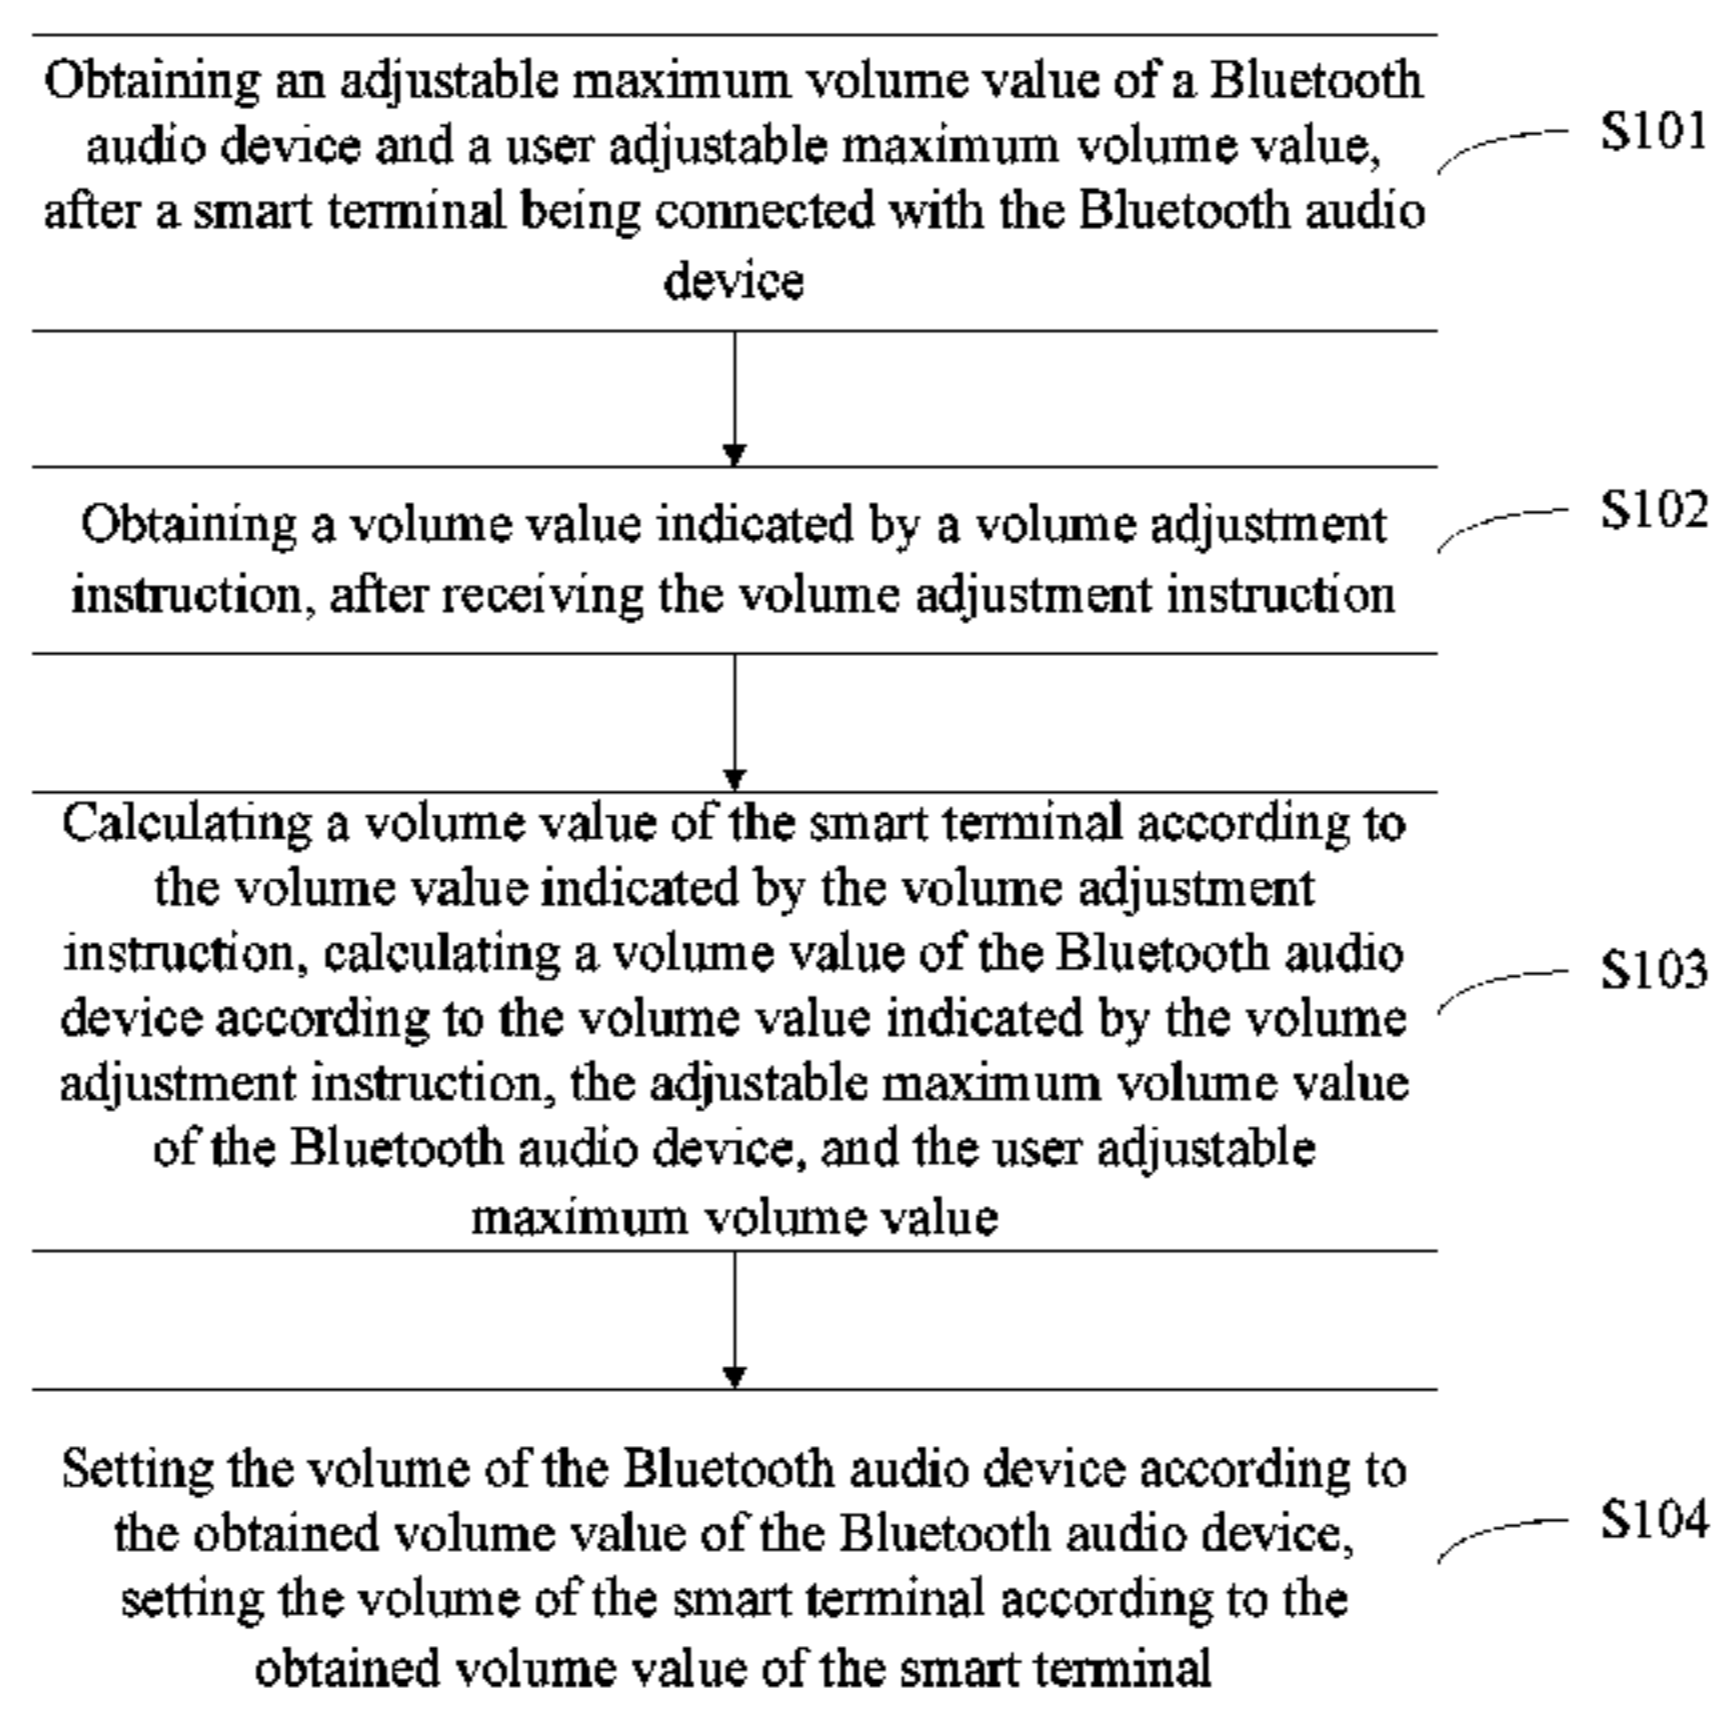 Obtaining an adjustable maximum volume value of a Bluetooth
audio device and a user adjustable maximum volume value,
after a smart terminal being connected with the Bluetooth audio
device
S101
Obtaining a volume value indicated by a volume adjustment
instruction, after receiving the volume adjustment instruction
S102
Calculating a volume value of the smart terminal according to
the volume value indicated by the volume adjustment
instruction, calculating a volume value of the Bluetooth audio
device according to the volume value indicated by the volume
adjustment instruction, the adjustable maximum volume value
of the Bluetooth audio device, and the user adjustable
maximum volume value
S103
Setting the volume of the Bluetooth audio device according to
the obtained volume value of the Bluetooth audio device,
setting the volume of the smart terminal according to the
obtained volume value of the smart terminal
S104